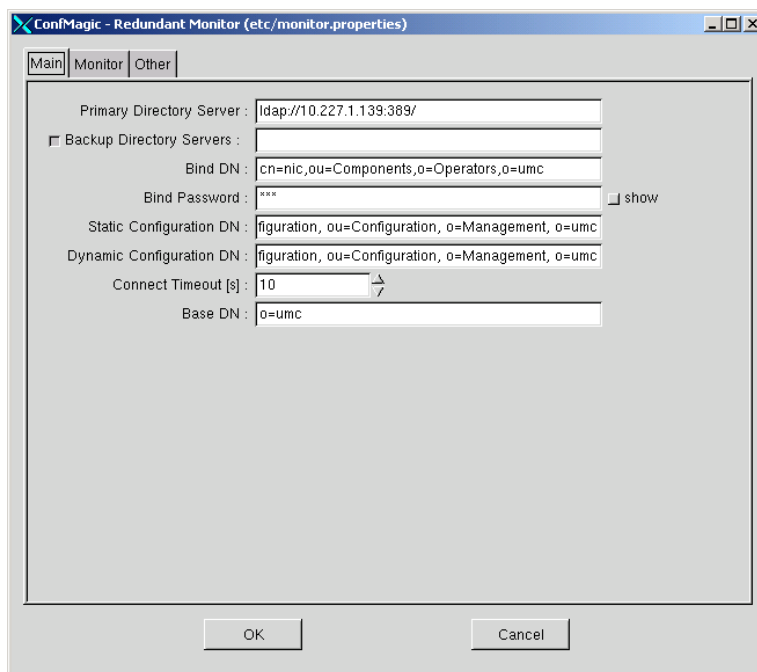 ConfMagic - Redundant Monitor (etc/monitor.properties)
Main Monitor Other
Primary Directory Server : ldap://10.227.1.139:389/
Backup Directory Servers :
Bind DN : cn=nic,ou=Components,o=Operators,o=umc
Bind Password : *** show
Static Configuration DN : figuration, ou=Configuration, o=Management, o=umc
Dynamic Configuration DN : figuration, ou=Configuration, o=Management, o=umc
Connect Timeout [s] : 10
Base DN : o=umc
OK Cancel